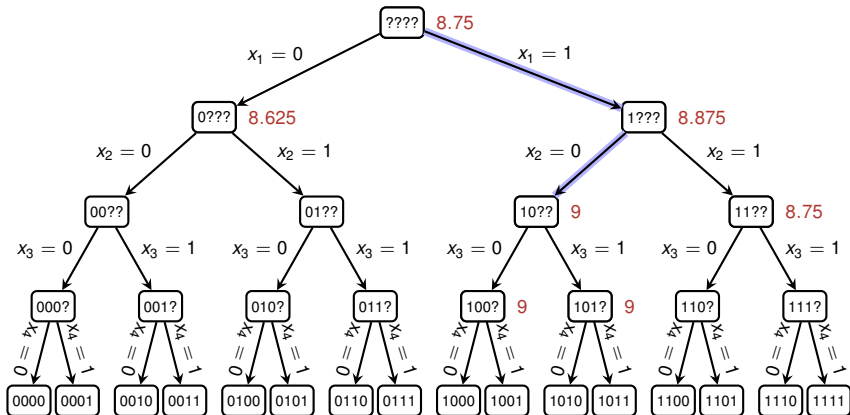 ???? 8.75
x₁ = 0 x₁ = 1
0??? 8.625 1??? 8.875
x₂ = 0 x₂ = 1 x₂ = 0 x₂ = 1
00?? 01?? 10?? 9 11?? 8.75
x₃ = 0 x₃ = 1 x₃ = 0 x₃ = 1 x₃ = 0 x₃ = 1 x₃ = 0 x₃ = 1
000? 001? 010? 011? 100? 9 101? 9 110? 111?
x₄ = 0 x₄ = 1 x₄ = 0 x₄ = 1 x₄ = 0 x₄ = 1 x₄ = 0 x₄ = 1 x₄ = 0 x₄ = 1 x₄ = 0 x₄ = 1 x₄ = 0 x₄ = 1 x₄ = 0 x₄ = 1
0000 0001 0010 0011 0100 0101 0110 0111 1000 1001 1010 1011 1100 1101 1110 1111